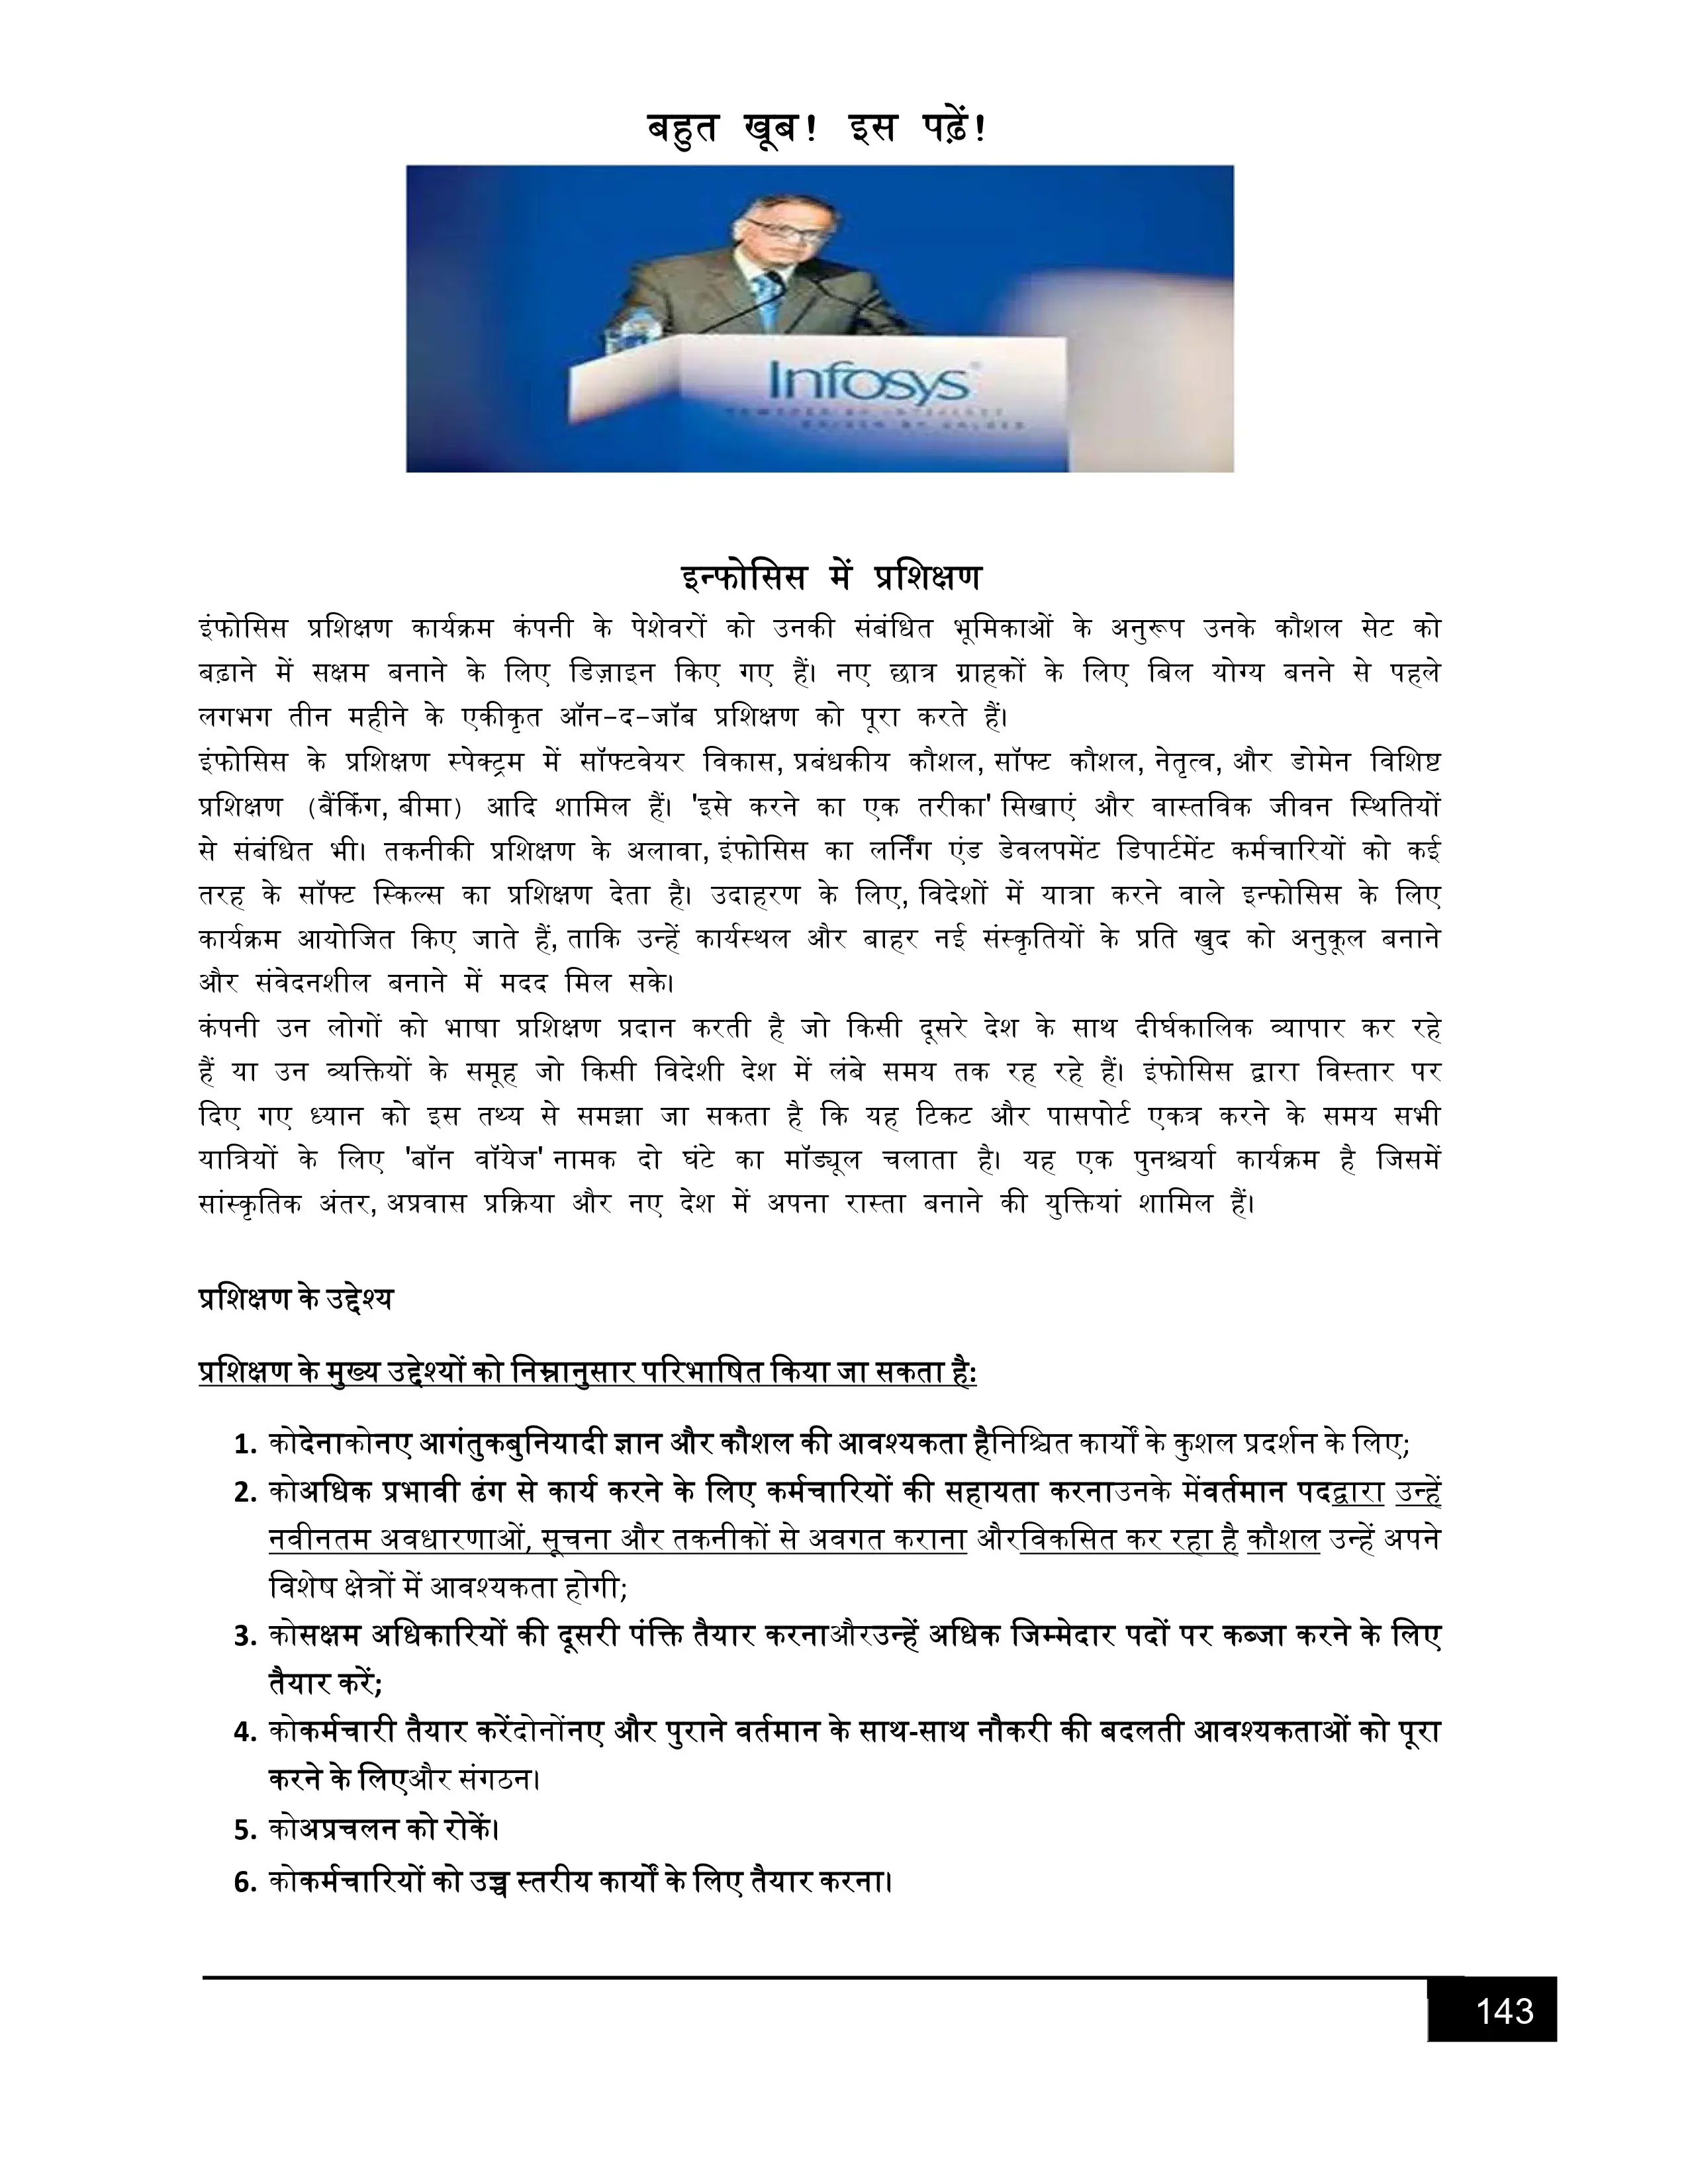 बहुत खूब! इस पढ़ें!
Infosys
POWERED BY INTELLECT
DRIVEN BY VALUES
इन्फोसिस में प्रशिक्षण
इंफोसिस प्रशिक्षण कार्यक्रम कंपनी के पेशेवरों को उनकी संबंधित भूमिकाओं के अनुरूप उनके कौशल सेट को
बढ़ाने में सक्षम बनाने के लिए डिज़ाइन किए गए हैं। नए छात्र ग्राहकों के लिए बिल योग्य बनने से पहले
लगभग तीन महीने के एकीकृत ऑन-द-जॉब प्रशिक्षण को पूरा करते हैं।
इंफोसिस के प्रशिक्षण स्पेक्ट्रम में सॉफ्टवेयर विकास, प्रबंधकीय कौशल, सॉफ्ट कौशल, नेतृत्व, और डोमेन विशिष्ट
प्रशिक्षण (बैंकिंग, बीमा) आदि शामिल हैं। 'इसे करने का एक तरीका' सिखाएं और वास्तविक जीवन स्थितियों
से संबंधित भी। तकनीकी प्रशिक्षण के अलावा, इंफोसिस का लर्निंग एंड डेवलपमेंट डिपार्टमेंट कर्मचारियों को कई
तरह के सॉफ्ट स्किल्स का प्रशिक्षण देता है। उदाहरण के लिए, विदेशों में यात्रा करने वाले इन्फोसिस के लिए
कार्यक्रम आयोजित किए जाते हैं, ताकि उन्हें कार्यस्थल और बाहर नई संस्कृतियों के प्रति खुद को अनुकूल बनाने
और संवेदनशील बनाने में मदद मिल सके।
कंपनी उन लोगों को भाषा प्रशिक्षण प्रदान करती है जो किसी दूसरे देश के साथ दीर्घकालिक व्यापार कर रहे
हैं या उन व्यक्तियों के समूह जो किसी विदेशी देश में लंबे समय तक रह रहे हैं। इंफोसिस द्वारा विस्तार पर
दिए गए ध्यान को इस तथ्य से समझा जा सकता है कि यह टिकट और पासपोर्ट एकत्र करने के समय सभी
यात्रियों के लिए 'बॉन वॉयेज' नामक दो घंटे का मॉड्यूल चलाता है। यह एक पुनश्चर्या कार्यक्रम है जिसमें
सांस्कृतिक अंतर, अप्रवास प्रक्रिया और नए देश में अपना रास्ता बनाने की युक्तियां शामिल हैं।
प्रशिक्षण के उद्देश्य
प्रशिक्षण के मुख्य उद्देश्यों को निम्नानुसार परिभाषित किया जा सकता है:
1. कोदेनाकोनए आगंतुकबुनियादी ज्ञान और कौशल की आवश्यकता हैनिश्चित कार्यों के कुशल प्रदर्शन के लिए;
2. कोअधिक प्रभावी ढंग से कार्य करने के लिए कर्मचारियों की सहायता करनाउनके मेंवर्तमान पदद्वारा उन्हें
नवीनतम अवधारणाओं, सूचना और तकनीकों से अवगत कराना औरविकसित कर रहा है कौशल उन्हें अपने
विशेष क्षेत्रों में आवश्यकता होगी;
3. कोसक्षम अधिकारियों की दूसरी पंक्ति तैयार करनाऔरउन्हें अधिक जिम्मेदार पदों पर कब्जा करने के लिए
तैयार करें;
4. कोकर्मचारी तैयार करेंदोनोंनए और पुराने वर्तमान के साथ-साथ नौकरी की बदलती आवश्यकताओं को पूरा
करने के लिएऔर संगठन।
5. कोअप्रचलन को रोकें।
6. कोकर्मचारियों को उच्च स्तरीय कार्यों के लिए तैयार करना।
143